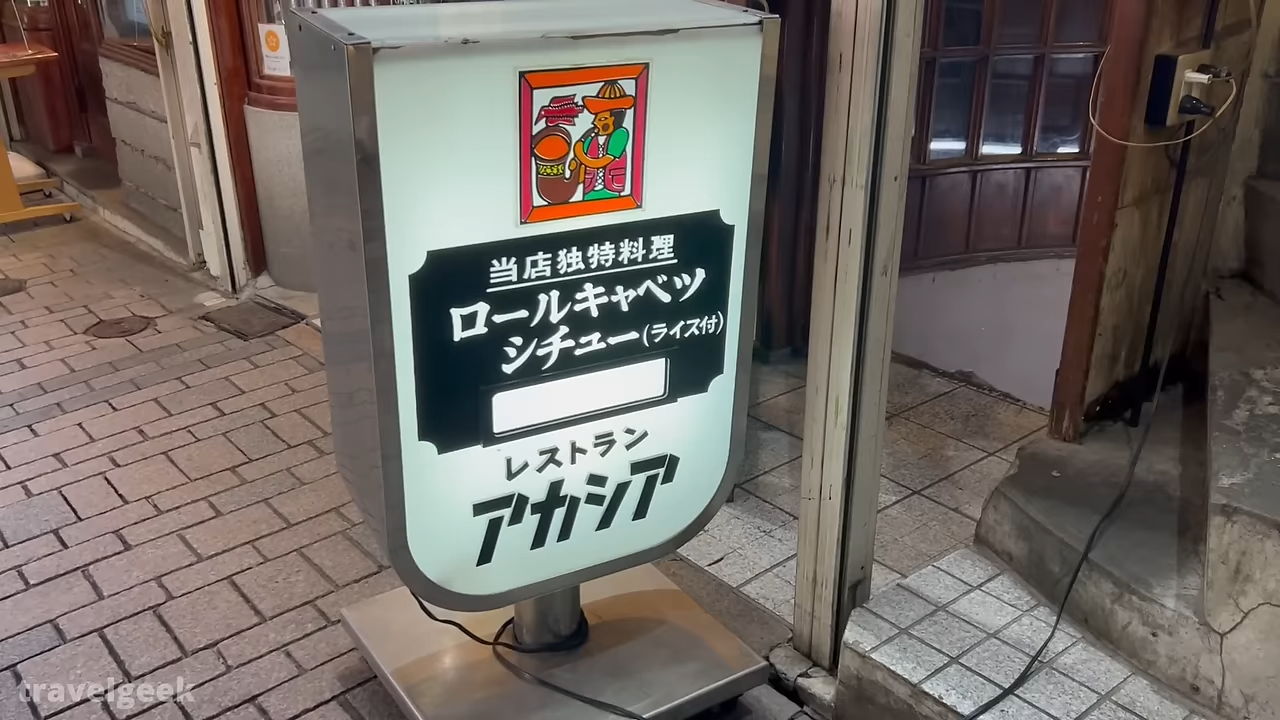 当店独特料理
ロールキャベツ
シチュー(ライス付)
レストラン
アカシア
travelgeek